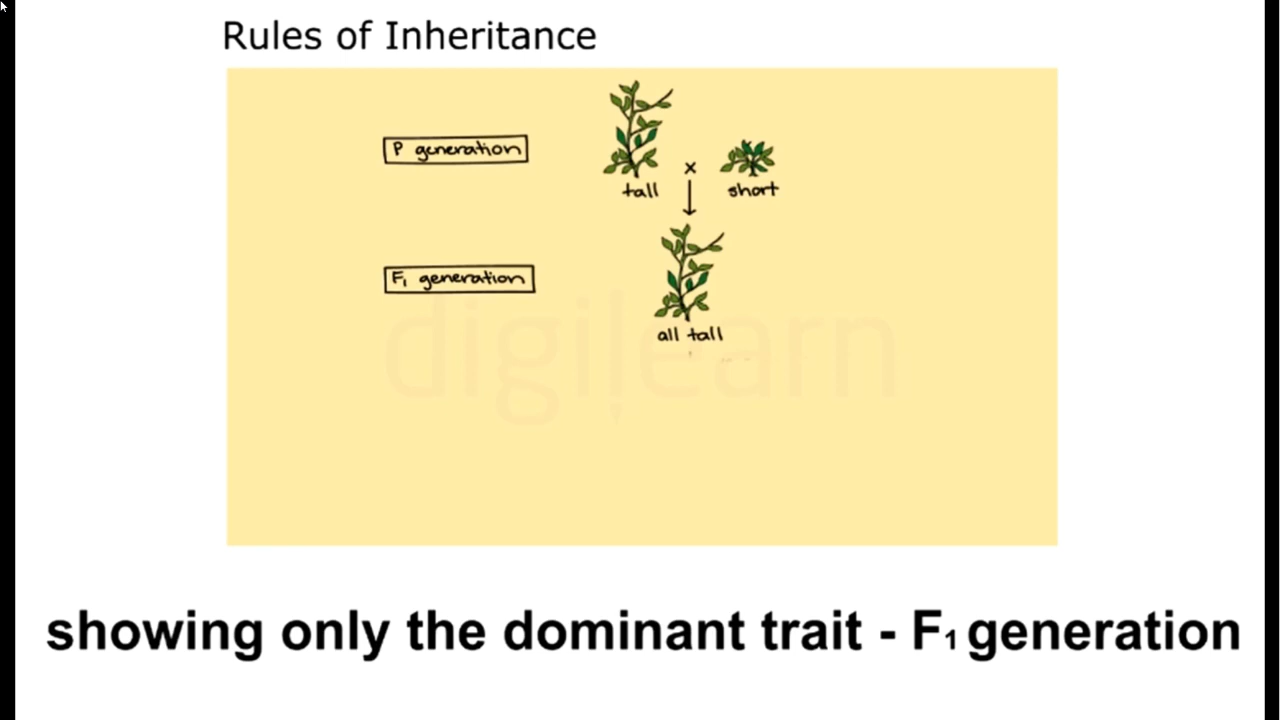 Rules of Inheritance
P generation
tall
x
short
F₁ generation
all tall
digilearn
showing only the dominant trait - F₁ generation